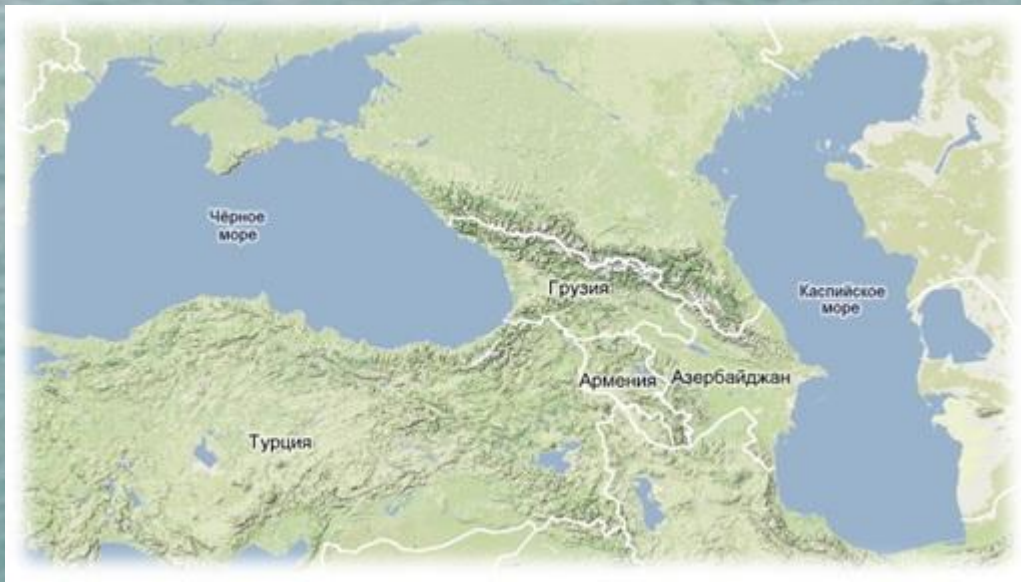 Чёрное
море
Грузия
Каспийское
море
Армения
Азербайджан
Турция